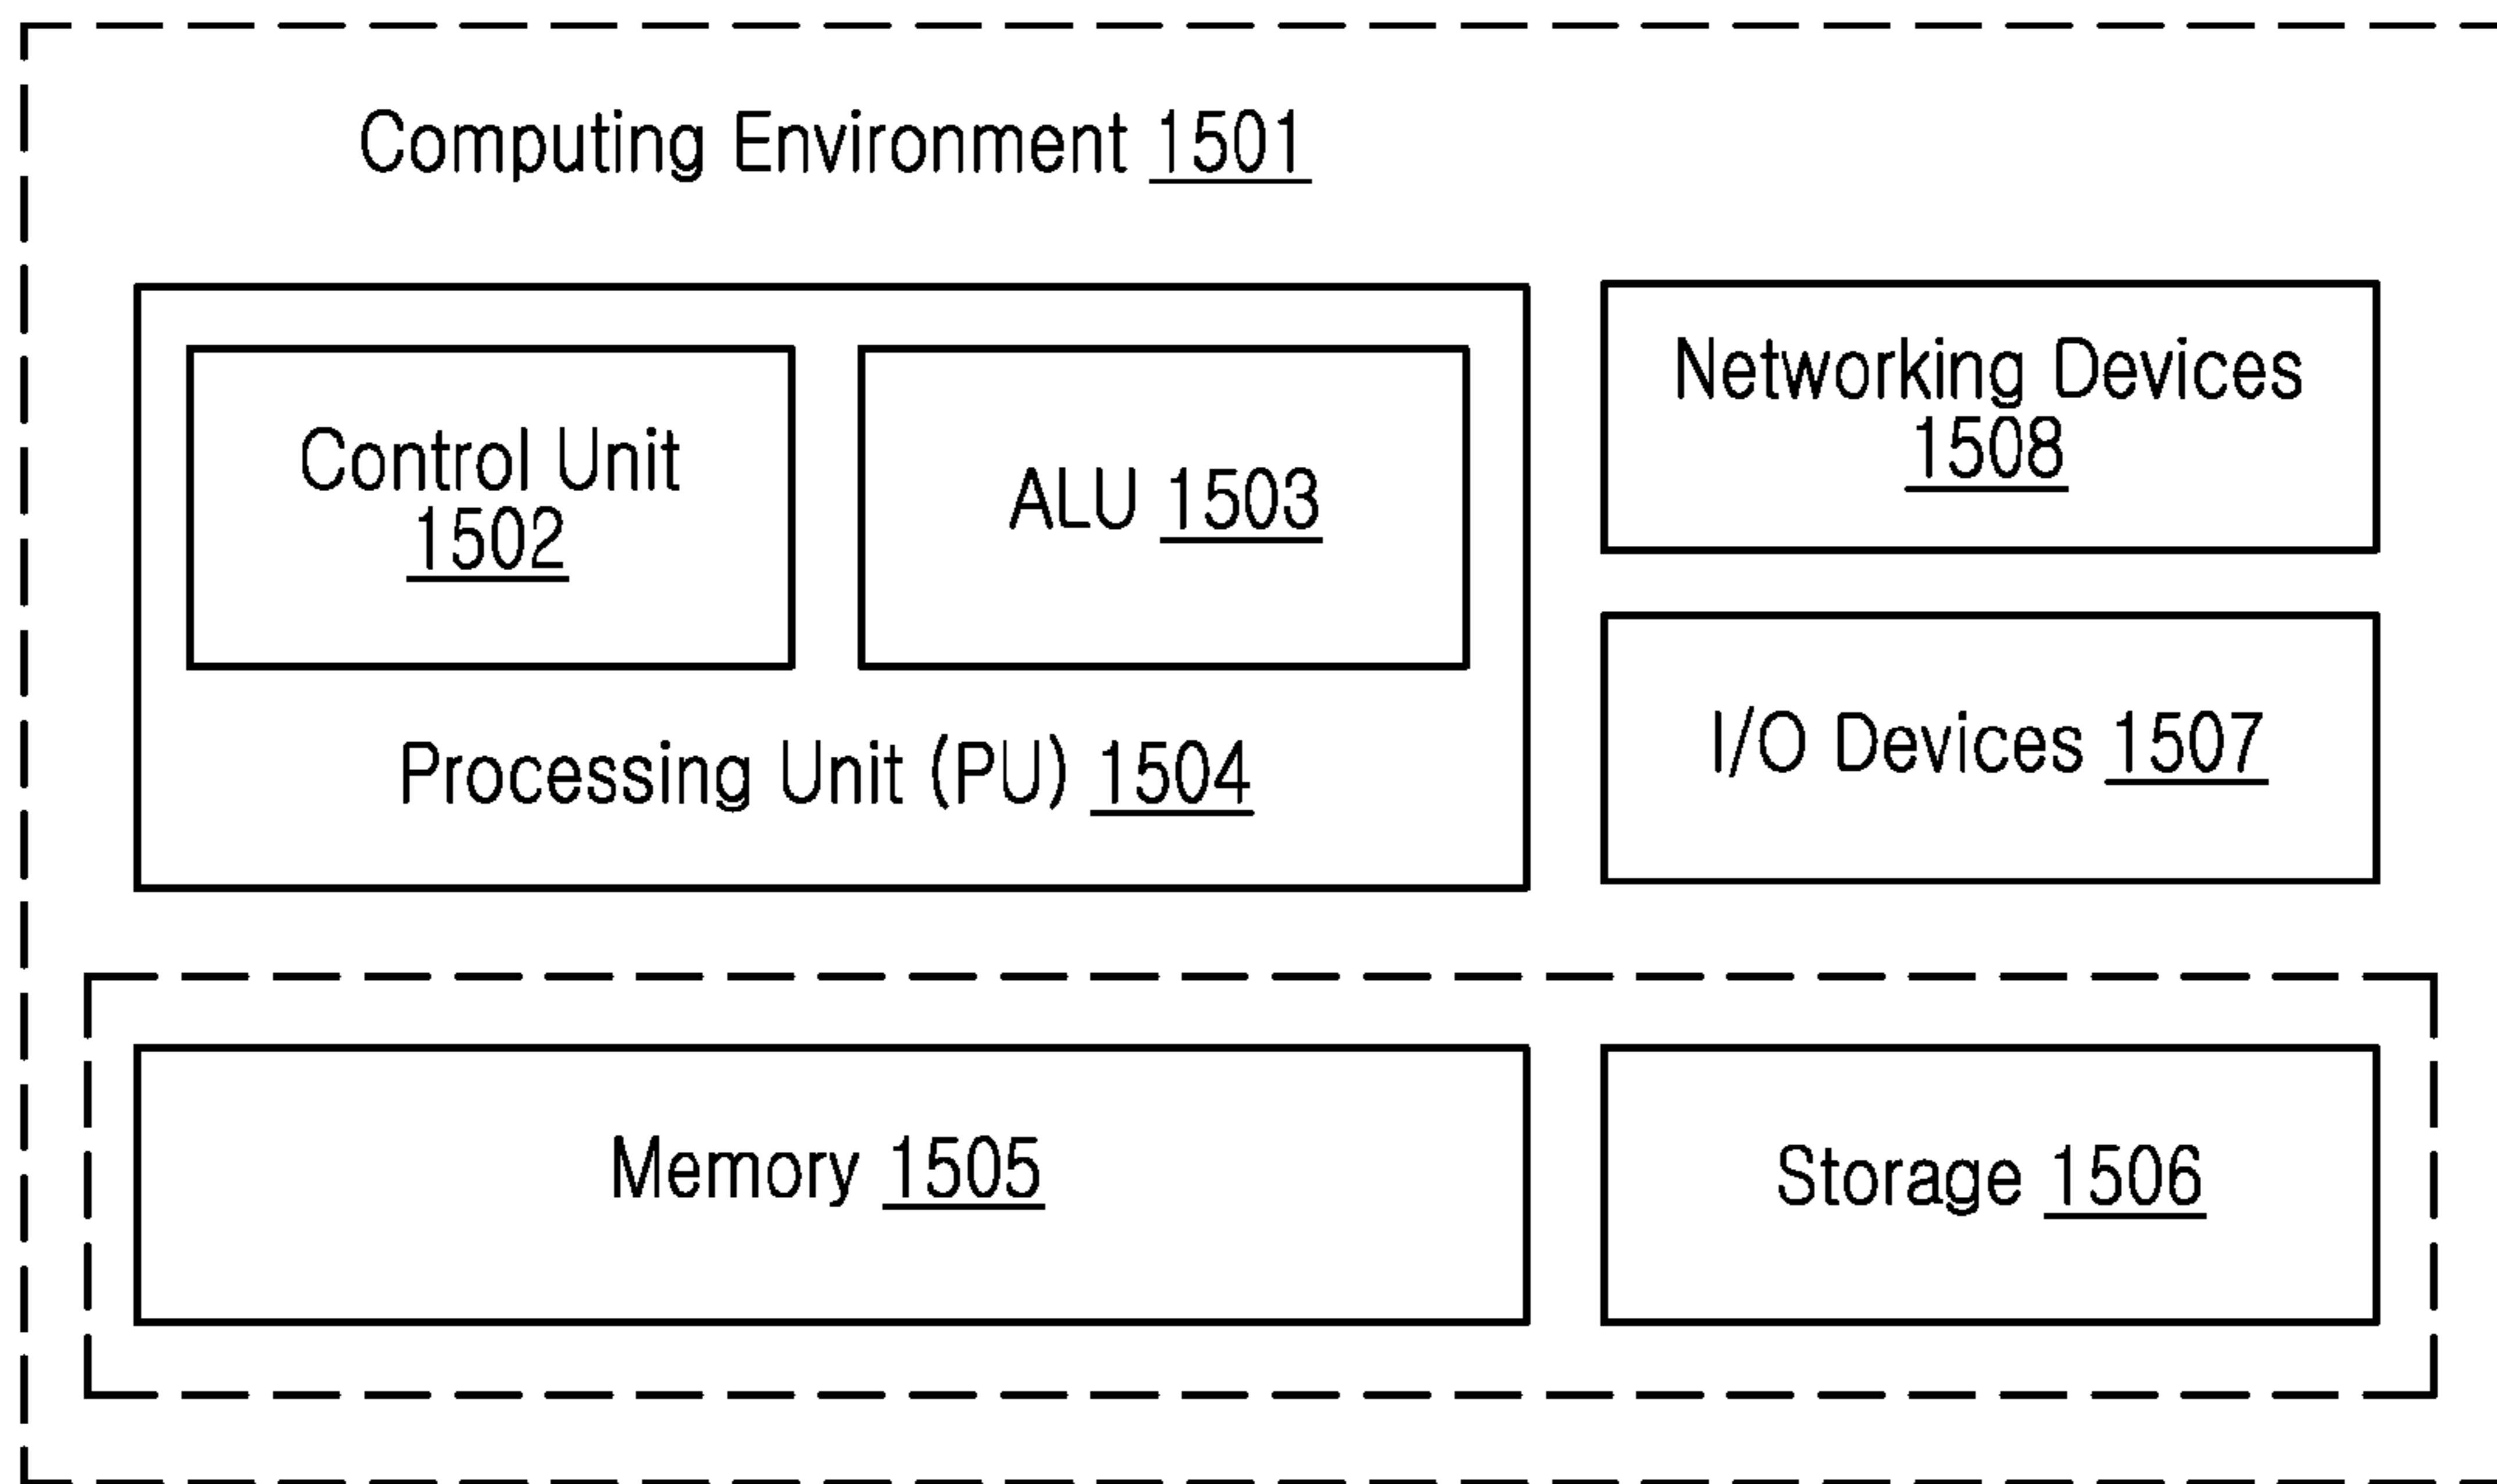 Computing Environment 1501
Control Unit
1502
ALU 1503
Processing Unit (PU) 1504
Networking Devices
1508
I/O Devices 1507
Memory 1505
Storage 1506